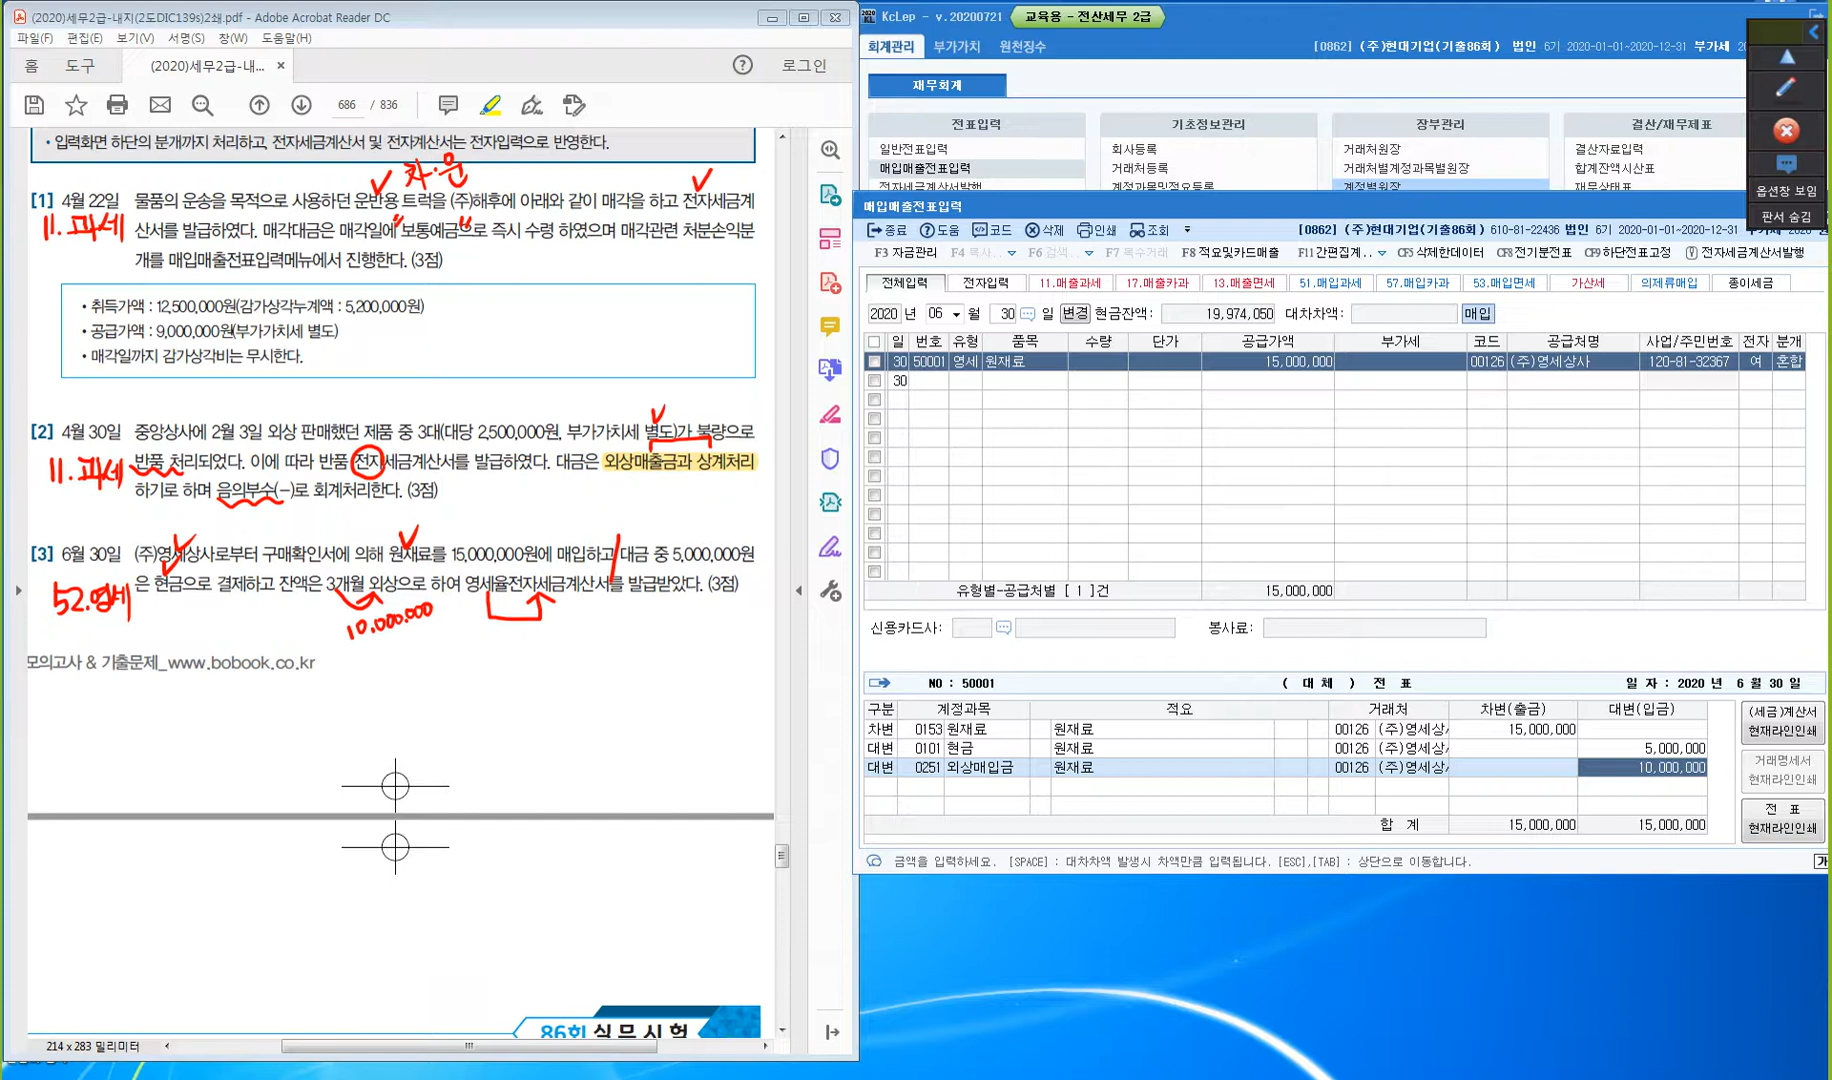 (2020)세무2급-내지(2도DIC139s)2쇄.pdf - Adobe Acrobat Reader DC
파일(F) 편집(E) 보기(V) 서명(S) 창(W) 도움말(H)
홈 도구 (2020)세무2급-내... × 로그인
686 / 836
• 입력화면 하단의 분개까지 처리하고, 전자세금계산서 및 전자계산서는 전자입력으로 반영한다.
차.운
[1] 4월 22일 물품의 운송을 목적으로 사용하던 운반용 트럭을 (주)해후에 아래와 같이 매각을 하고 전자세금계
11.과세 산서를 발급하였다. 매각대금은 매각일에 보통예금으로 즉시 수령 하였으며 매각관련 처분손익분
개를 매입매출전표입력메뉴에서 진행한다. (3점)
• 취득가액 : 12,500,000원(감가상각누계액 : 5,200,000원)
• 공급가액 : 9,000,000원(부가가치세 별도)
• 매각일까지 감가상각비는 무시한다.
[2] 4월 30일 중앙상사에 2월 3일 외상 판매했던 제품 중 3대(대당 2,500,000원, 부가가치세 별도)가 불량으로
11.과세 반품 처리되었다. 이에 따라 반품 전자세금계산서를 발급하였다. 대금은 외상매출금과 상계처리
하기로 하며 음의부수(-)로 회계처리한다. (3점)
[3] 6월 30일 (주)영세상사로부터 구매확인서에 의해 원재료를 15,000,000원에 매입하고 대금 중 5,000,000원
52.영세 은 현금으로 결제하고 잔액은 3개월 외상으로 하여 영세율전자세금계산서를 발급받았다. (3점)
10.000.000
모의고사 & 기출문제_www.bobook.co.kr
86회 실무시험
214 x 283 밀리미터
KcLep - v.20200721 교육용 - 전산세무 2급
회계관리 부가가치 원천징수 [0862] (주)현대기업(기출86회) 법인 6기 2020-01-01~2020-12-31 부가세
재무회계
전표입력 기초정보관리 장부관리 결산/재무제표
일반전표입력 회사등록 거래처원장 결산자료입력
매입매출전표입력 거래처등록 거래처별계정과목별원장 합계잔액시산표
전자세금계산서발행 계정과목및적요등록 계정별원장 재무상태표
옵션창 보임
판서 숨김
매입매출전표입력
종료 도움 코드 삭제 인쇄 조회 [0862] (주)현대기업(기출86회) 610-81-22436 법인 6기 2020-01-01~2020-12-31
F3 자금관리 F4 복사.. F6 검색.. F7 복수거래 F8 적요및카드매출 F11간편집계.. CF5 삭제한데이터 CF8 전기분전표 CF9 하단전표고정 전자세금계산서발행
전체입력 전자입력 11.매출과세 17.매출카과 13.매출면세 51.매입과세 57.매입카과 53.매입면세 가산세 의제류매입 종이세금
2020 년 06 월 30 일 변경 현금잔액: 19,974,050 대차차액: 매입
일 번호 유형 품목 수량 단가 공급가액 부가세 코드 공급처명 사업/주민번호 전자 분개
30 50001 영세 원재료 15,000,000 00126 (주)영세상사 120-81-32367 여 혼합
30
유형별-공급처별 [ 1 ]건 15,000,000
신용카드사: 봉사료:
NO : 50001 ( 대 체 ) 전 표 일 자 : 2020 년 6 월 30 일
구분 계정과목 적요 거래처 차변(출금) 대변(입금)
차변 0153 원재료 원재료 00126 (주)영세상 15,000,000
대변 0101 현금 원재료 00126 (주)영세상 5,000,000
대변 0251 외상매입금 원재료 00126 (주)영세상 10,000,000
합 계 15,000,000 15,000,000
(세금)계산서
현재라인인쇄
거래명세서
현재라인인쇄
전 표
현재라인인쇄
금액을 입력하세요. [SPACE] : 대차차액 발생시 차액만큼 입력됩니다. [ESC],[TAB] : 상단으로 이동합니다. 가